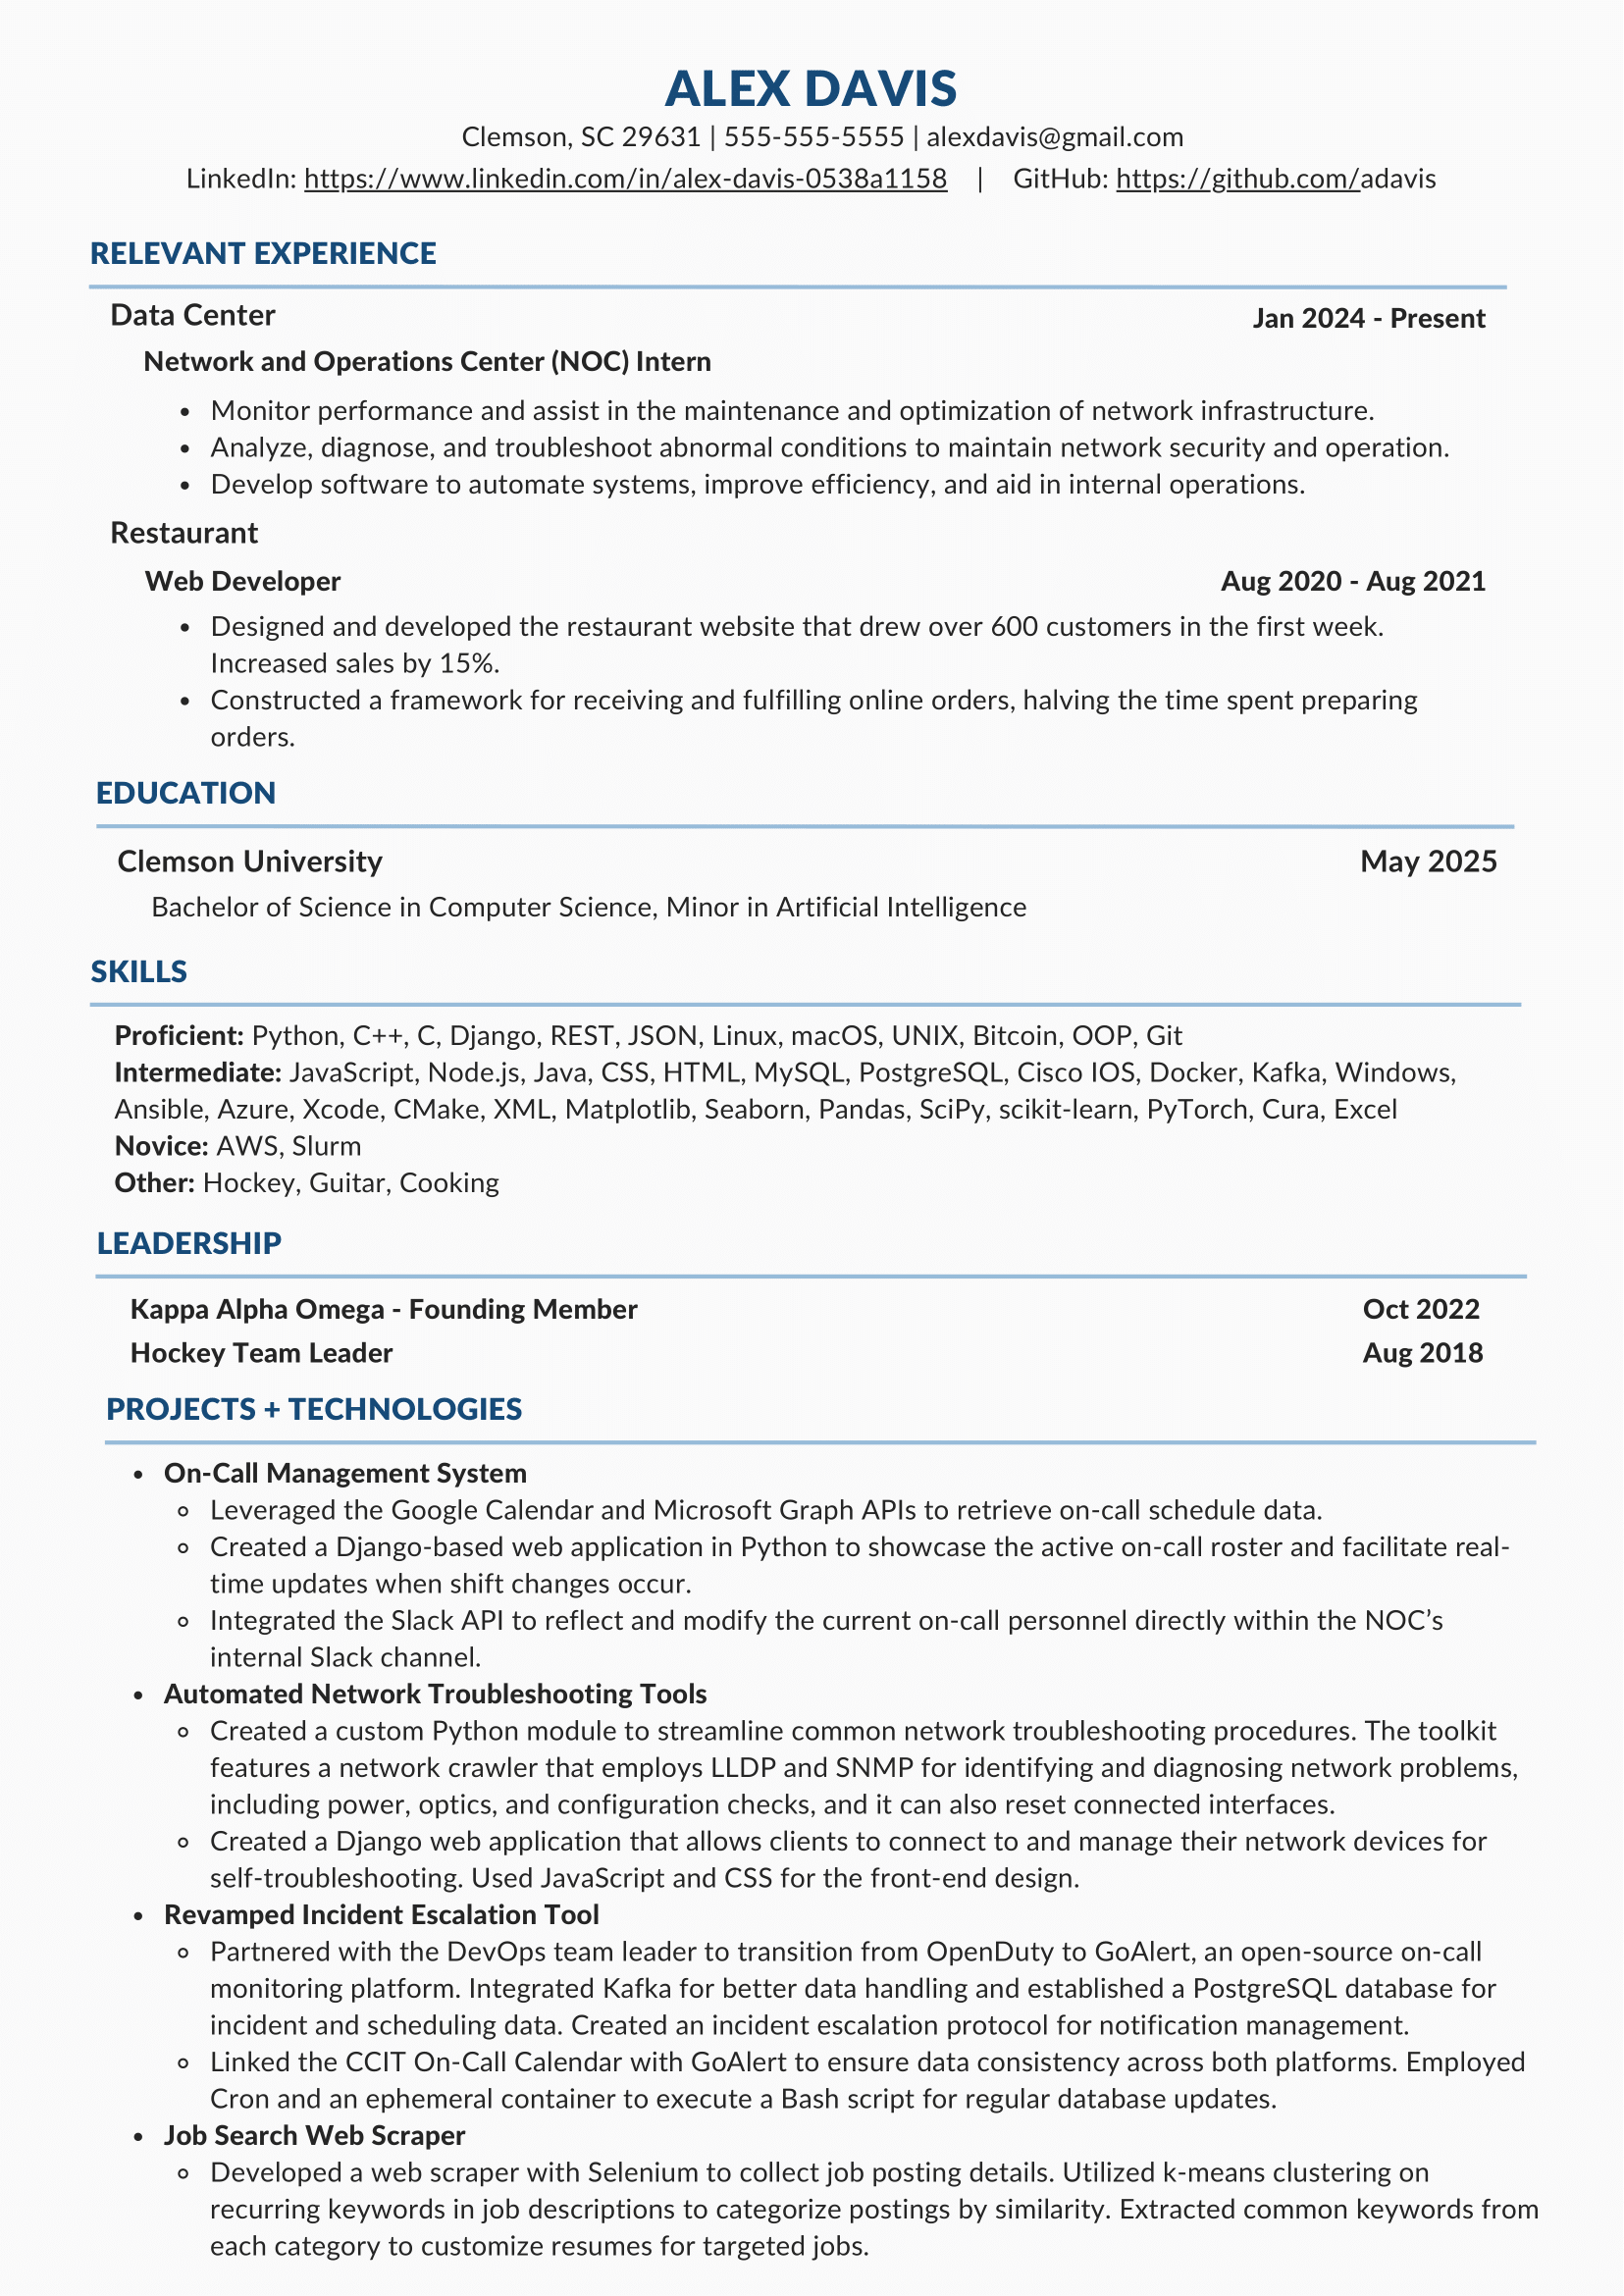 ALEX DAVIS
Clemson, SC 29631 | 555-555-5555 | alexdavis@gmail.com
LinkedIn: https://www.linkedin.com/in/alex-davis-0538a1158 | GitHub: https://github.com/adavis
RELEVANT EXPERIENCE
Data Center Jan 2024 - Present
Network and Operations Center (NOC) Intern
• Monitor performance and assist in the maintenance and optimization of network infrastructure.
• Analyze, diagnose, and troubleshoot abnormal conditions to maintain network security and operation.
• Develop software to automate systems, improve efficiency, and aid in internal operations.
Restaurant
Web Developer Aug 2020 - Aug 2021
• Designed and developed the restaurant website that drew over 600 customers in the first week.
Increased sales by 15%.
• Constructed a framework for receiving and fulfilling online orders, halving the time spent preparing
orders.
EDUCATION
Clemson University May 2025
Bachelor of Science in Computer Science, Minor in Artificial Intelligence
SKILLS
Proficient: Python, C++, C, Django, REST, JSON, Linux, macOS, UNIX, Bitcoin, OOP, Git
Intermediate: JavaScript, Node.js, Java, CSS, HTML, MySQL, PostgreSQL, Cisco IOS, Docker, Kafka, Windows,
Ansible, Azure, Xcode, CMake, XML, Matplotlib, Seaborn, Pandas, SciPy, scikit-learn, PyTorch, Cura, Excel
Novice: AWS, Slurm
Other: Hockey, Guitar, Cooking
LEADERSHIP
Kappa Alpha Omega - Founding Member Oct 2022
Hockey Team Leader Aug 2018
PROJECTS + TECHNOLOGIES
• On-Call Management System
◦ Leveraged the Google Calendar and Microsoft Graph APIs to retrieve on-call schedule data.
◦ Created a Django-based web application in Python to showcase the active on-call roster and facilitate real-
time updates when shift changes occur.
◦ Integrated the Slack API to reflect and modify the current on-call personnel directly within the NOC’s
internal Slack channel.
• Automated Network Troubleshooting Tools
◦ Created a custom Python module to streamline common network troubleshooting procedures. The toolkit
features a network crawler that employs LLDP and SNMP for identifying and diagnosing network problems,
including power, optics, and configuration checks, and it can also reset connected interfaces.
◦ Created a Django web application that allows clients to connect to and manage their network devices for
self-troubleshooting. Used JavaScript and CSS for the front-end design.
• Revamped Incident Escalation Tool
◦ Partnered with the DevOps team leader to transition from OpenDuty to GoAlert, an open-source on-call
monitoring platform. Integrated Kafka for better data handling and established a PostgreSQL database for
incident and scheduling data. Created an incident escalation protocol for notification management.
◦ Linked the CCIT On-Call Calendar with GoAlert to ensure data consistency across both platforms. Employed
Cron and an ephemeral container to execute a Bash script for regular database updates.
• Job Search Web Scraper
◦ Developed a web scraper with Selenium to collect job posting details. Utilized k-means clustering on
recurring keywords in job descriptions to categorize postings by similarity. Extracted common keywords from
each category to customize resumes for targeted jobs.